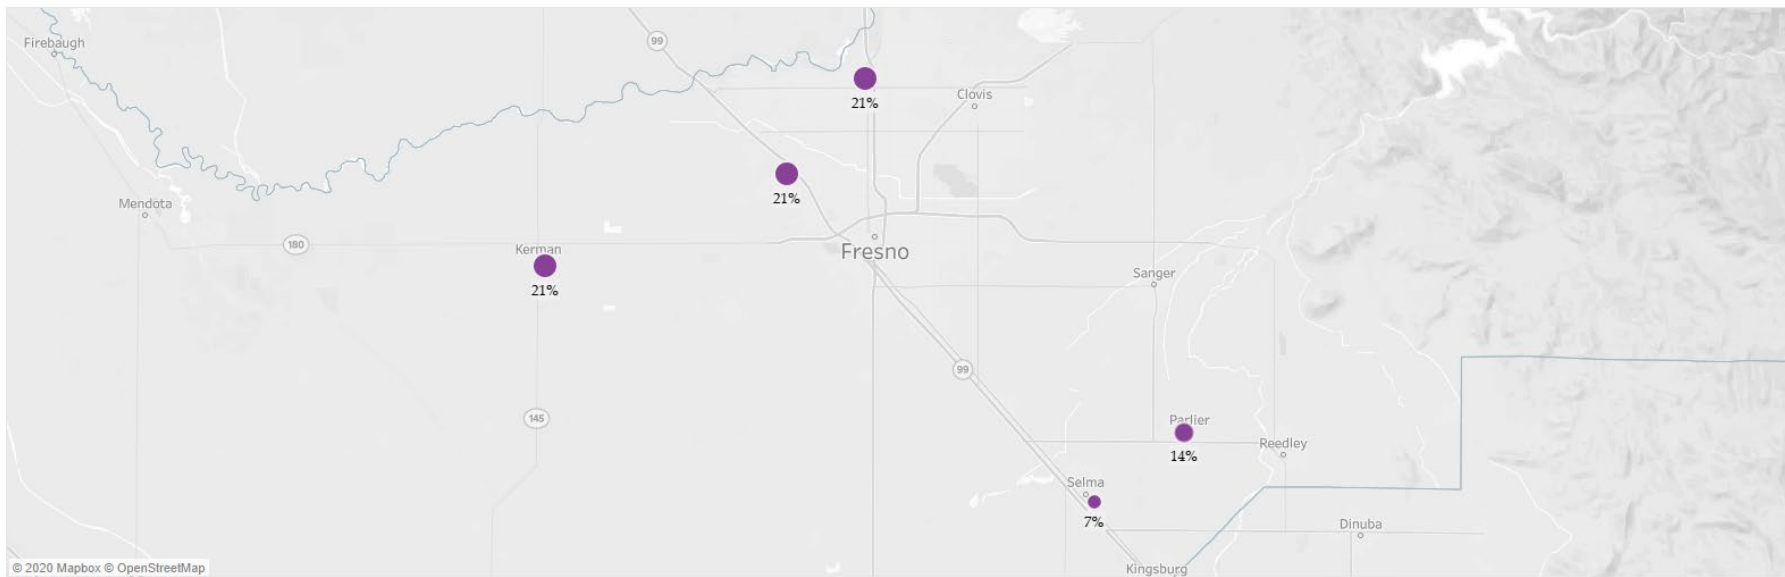 Firebaugh
99
21%
Clovis
21%
Mendota
180
Kerman
21%
Fresno
Sanger
99
145
Parlier
14%
Reedley
Selma
7%
Dinuba
Kingsburg
© 2020 Mapbox © OpenStreetMap